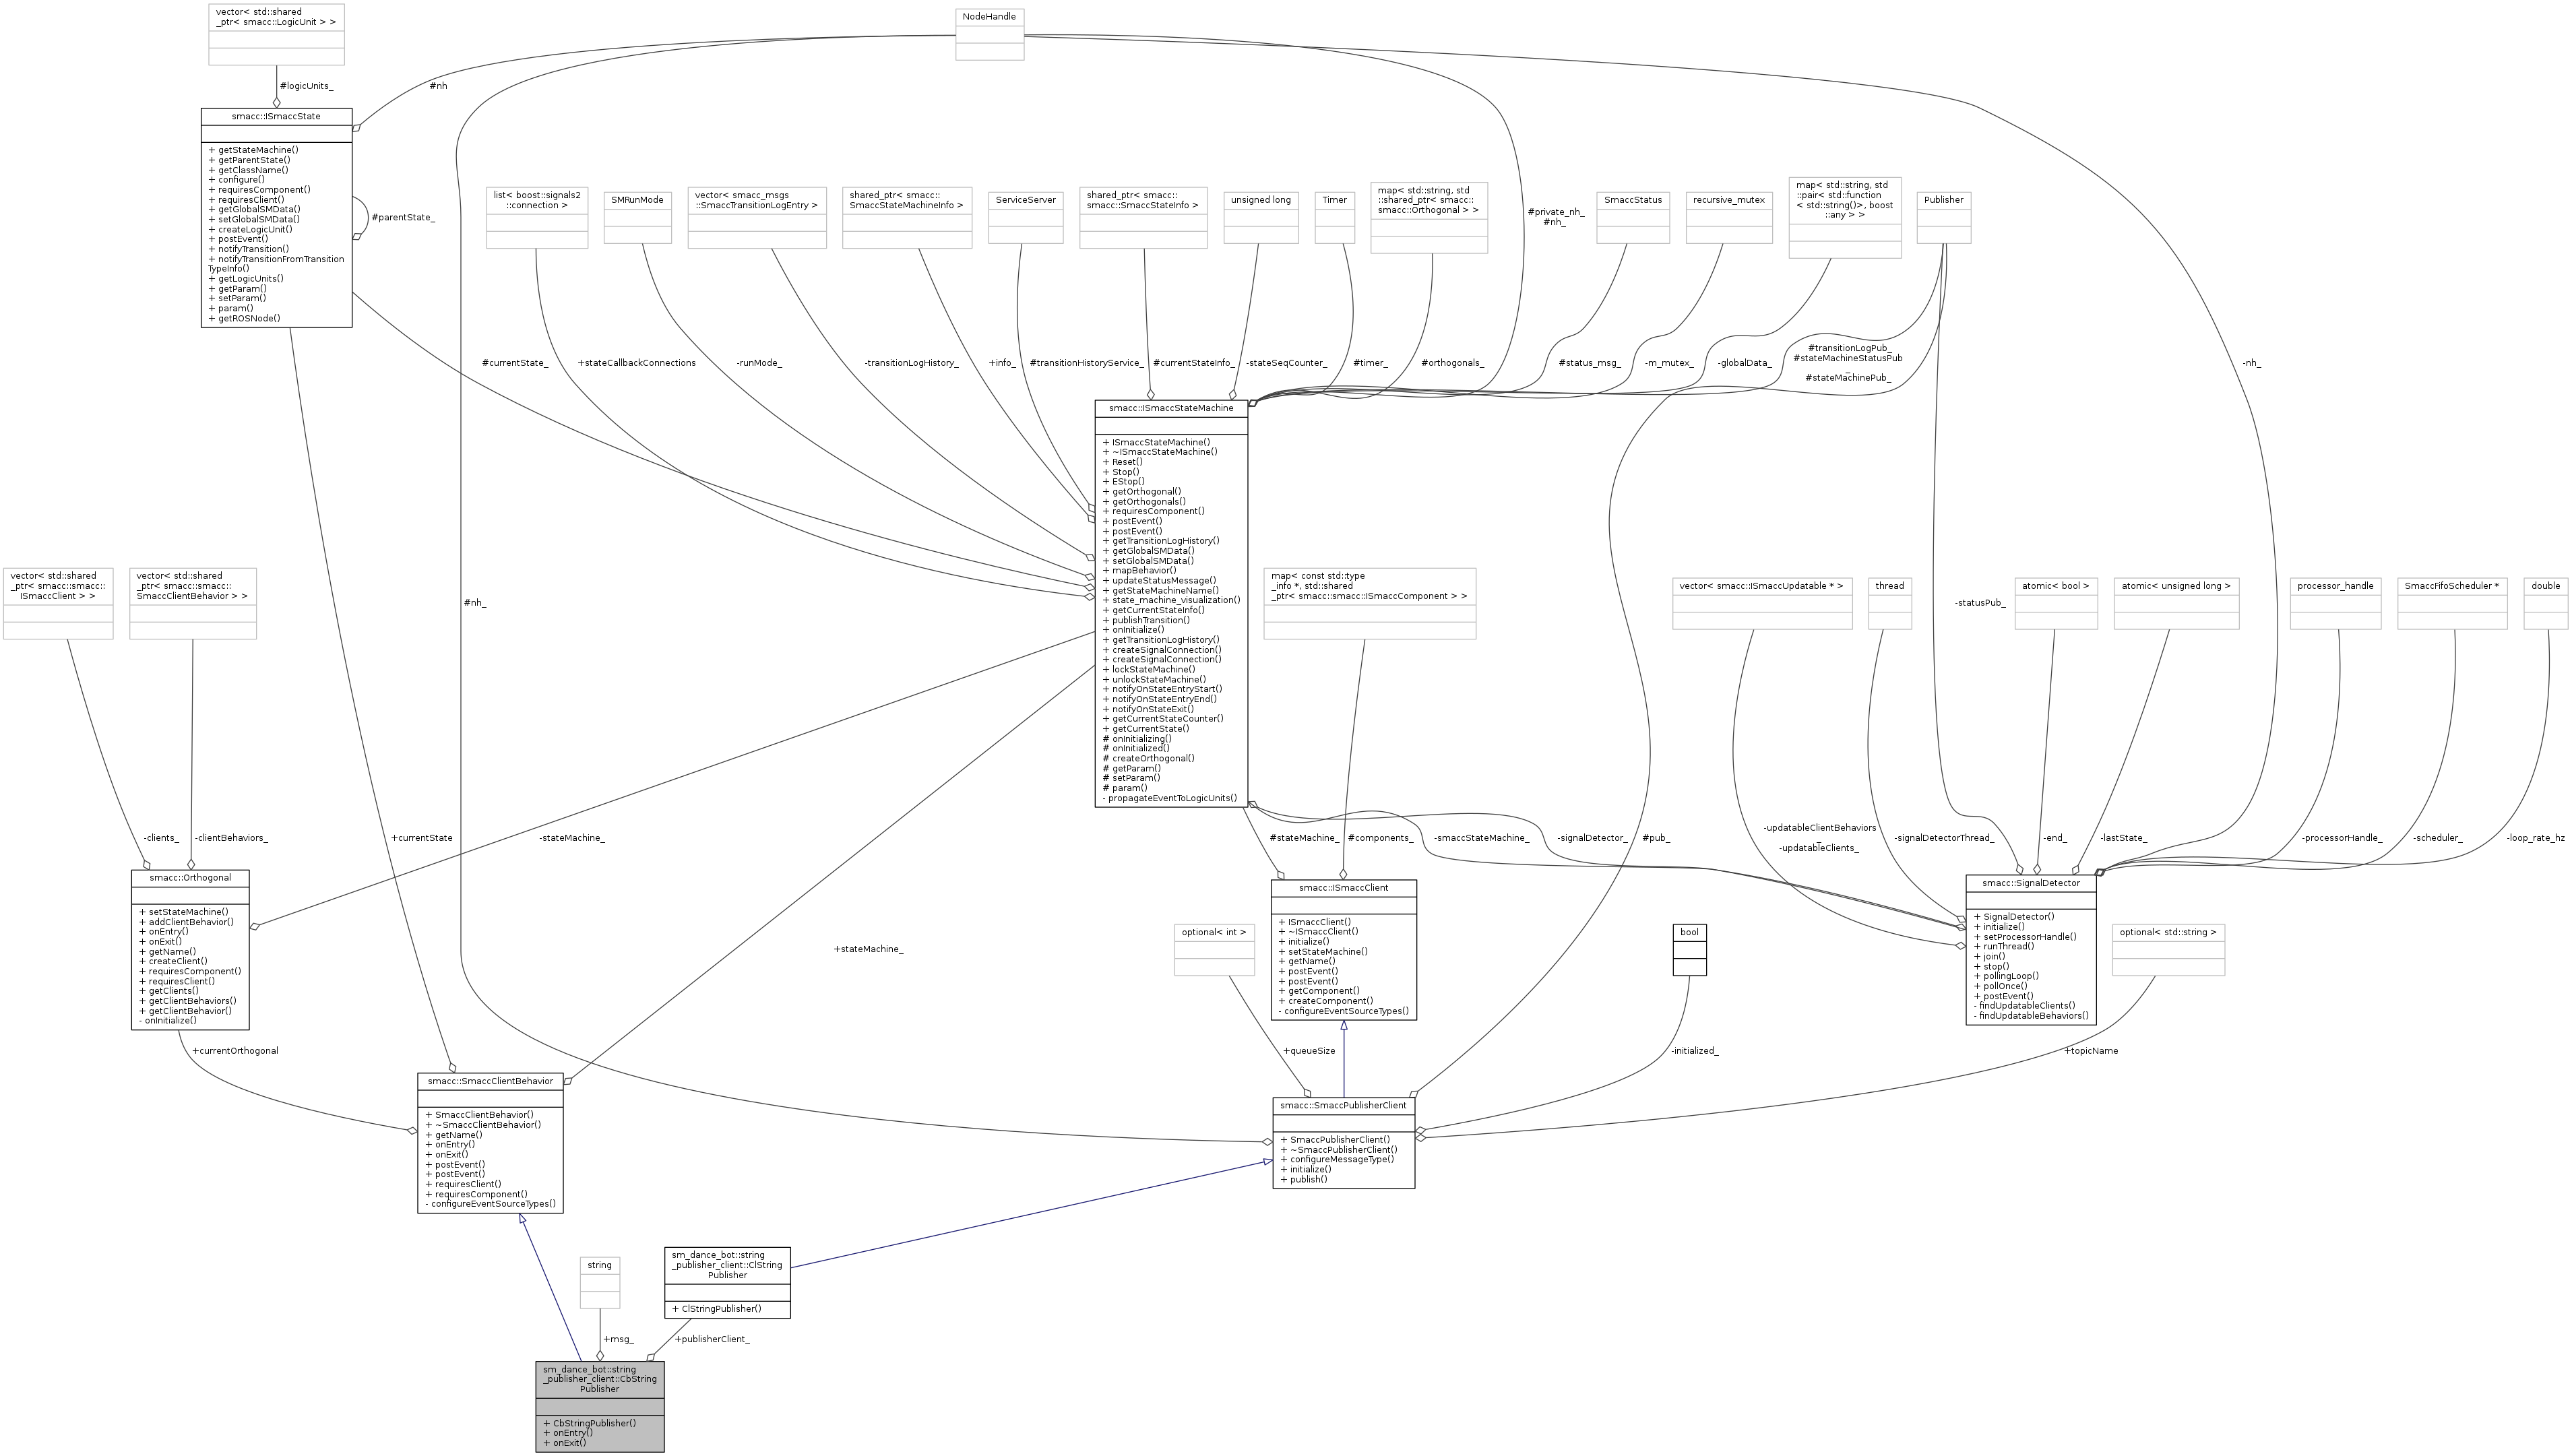 vector< std::shared
_ptr< smacc::LogicUnit > >
NodeHandle
#logicUnits_
#nh
smacc::ISmaccState
+ getStateMachine()
+ getParentState()
+ getClassName()
+ configure()
+ requiresComponent()
+ requiresClient()
+ getGlobalSMData()
+ setGlobalSMData()
+ createLogicUnit()
+ postEvent()
+ notifyTransition()
+ notifyTransitionFromTransition
TypeInfo()
+ getLogicUnits()
+ getParam()
+ setParam()
+ param()
+ getROSNode()
#parentState_
list< boost::signals2
::connection >
SMRunMode
vector< smacc_msgs
::SmaccTransitionLogEntry >
shared_ptr< smacc::
SmaccStateMachineInfo >
ServiceServer
shared_ptr< smacc::
smacc::SmaccStateInfo >
unsigned long
Timer
map< std::string, std
::shared_ptr< smacc::
smacc::Orthogonal > >
#private_nh_
#nh_
SmaccStatus
recursive_mutex
map< std::string, std
::pair< std::function
< std::string()>, boost
::any > >
Publisher
#currentState_
+stateCallbackConnections
-runMode_
-transitionLogHistory_
+info_
#transitionHistoryService_
#currentStateInfo_
-stateSeqCounter_
#timer_
#orthogonals_
#status_msg_
-m_mutex_
-globalData_
#transitionLogPub_
#stateMachineStatusPub
_
#stateMachinePub_
-nh_
smacc::ISmaccStateMachine
+ ISmaccStateMachine()
+ ~ISmaccStateMachine()
+ Reset()
+ Stop()
+ EStop()
+ getOrthogonal()
+ getOrthogonals()
+ requiresComponent()
+ postEvent()
+ postEvent()
+ getTransitionLogHistory()
+ getGlobalSMData()
+ setGlobalSMData()
+ mapBehavior()
+ updateStatusMessage()
+ getStateMachineName()
+ state_machine_visualization()
+ getCurrentStateInfo()
+ publishTransition()
+ onInitialize()
+ getTransitionLogHistory()
+ createSignalConnection()
+ createSignalConnection()
+ lockStateMachine()
+ unlockStateMachine()
+ notifyOnStateEntryStart()
+ notifyOnStateEntryEnd()
+ notifyOnStateExit()
+ getCurrentStateCounter()
+ getCurrentState()
# onInitializing()
# onInitialized()
# createOrthogonal()
# getParam()
# setParam()
# param()
- propagateEventToLogicUnits()
vector< std::shared
_ptr< smacc::smacc::
ISmaccClient > >
vector< std::shared
_ptr< smacc::smacc::
SmaccClientBehavior > >
#nh_
map< const std::type
_info *, std::shared
_ptr< smacc::smacc::ISmaccComponent > >
vector< smacc::ISmaccUpdatable * >
thread
-statusPub_
atomic< bool >
atomic< unsigned long >
processor_handle
SmaccFifoScheduler *
double
-clients_
-clientBehaviors_
+currentState
-stateMachine_
#stateMachine_
#components_
-smaccStateMachine_
-signalDetector_
#pub_
-updatableClientBehaviors
_
-updatableClients_
-signalDetectorThread_
-end_
-lastState_
-processorHandle_
-scheduler_
-loop_rate_hz
smacc::Orthogonal
+ setStateMachine()
+ addClientBehavior()
+ onEntry()
+ onExit()
+ getName()
+ createClient()
+ requiresComponent()
+ requiresClient()
+ getClients()
+ getClientBehaviors()
+ getClientBehavior()
- onInitialize()
+stateMachine_
optional< int >
smacc::ISmaccClient
+ ISmaccClient()
+ ~ISmaccClient()
+ initialize()
+ setStateMachine()
+ getName()
+ postEvent()
+ postEvent()
+ getComponent()
+ createComponent()
- configureEventSourceTypes()
bool
smacc::SignalDetector
+ SignalDetector()
+ initialize()
+ setProcessorHandle()
+ runThread()
+ join()
+ stop()
+ pollingLoop()
+ pollOnce()
+ postEvent()
- findUpdatableClients()
- findUpdatableBehaviors()
optional< std::string >
+currentOrthogonal
+queueSize
-initialized_
+topicName
smacc::SmaccClientBehavior
+ SmaccClientBehavior()
+ ~SmaccClientBehavior()
+ getName()
+ onEntry()
+ onExit()
+ postEvent()
+ postEvent()
+ requiresClient()
+ requiresComponent()
- configureEventSourceTypes()
smacc::SmaccPublisherClient
+ SmaccPublisherClient()
+ ~SmaccPublisherClient()
+ configureMessageType()
+ initialize()
+ publish()
string
sm_dance_bot::string
_publisher_client::ClString
Publisher
+ ClStringPublisher()
+msg_
+publisherClient_
sm_dance_bot::string
_publisher_client::CbString
Publisher
+ CbStringPublisher()
+ onEntry()
+ onExit()